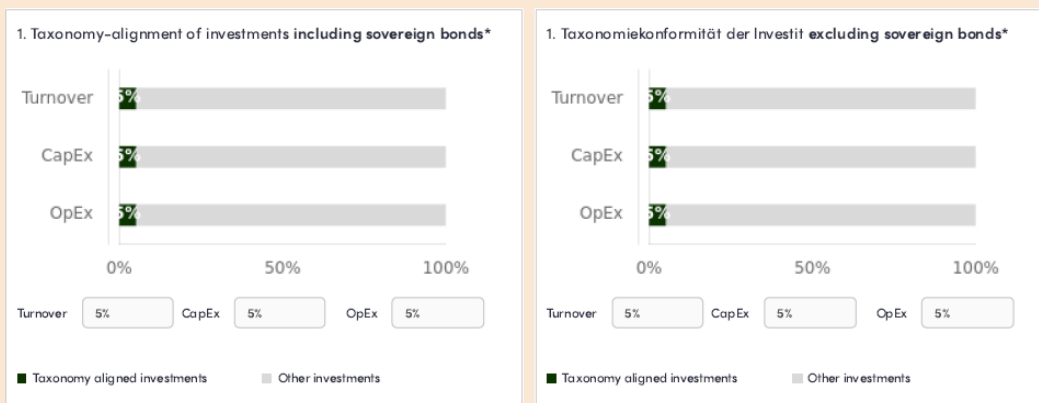 1. Taxonomy-alignment of investments including sovereign bonds*
Turnover
5%
CapEx
5%
OpEx
5%
0% 50% 100%
Turnover 5% CapEx 5% OpEx 5%
Taxonomy aligned investments Other investments
1. Taxonomiekonformität der Investit excluding sovereign bonds*
Turnover
5%
CapEx
5%
OpEx
5%
0% 50% 100%
Turnover 5% CapEx 5% OpEx 5%
Taxonomy aligned investments Other investments